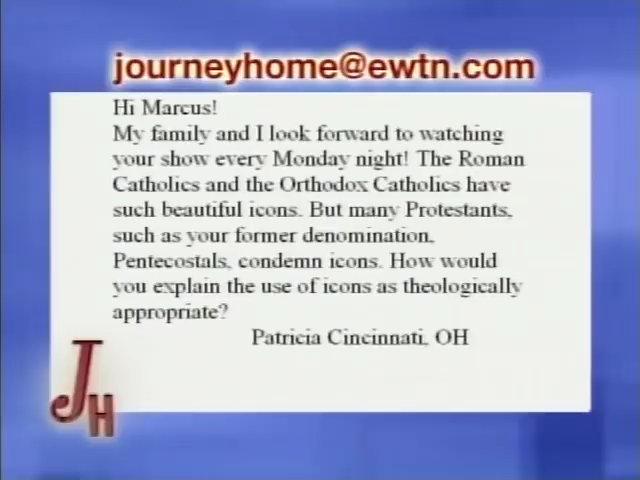 journeyhome@ewtn.com
Hi Marcus!
My family and I look forward to watching
your show every Monday night! The Roman
Catholics and the Orthodox Catholics have
such beautiful icons. But many Protestants,
such as your former denomination,
Pentecostals, condemn icons. How would
you explain the use of icons as theologically
appropriate?
Patricia Cincinnati, OH
JH